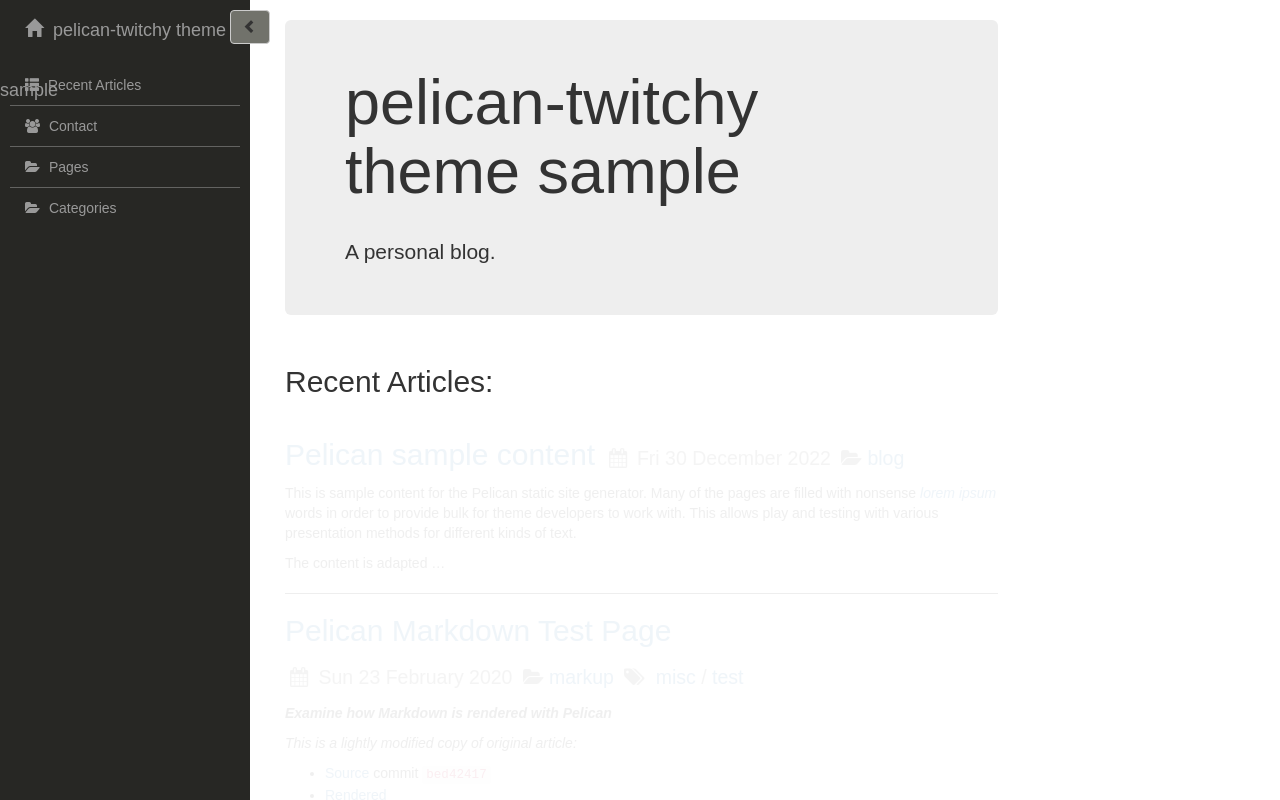 pelican-twitchy theme
sample
Recent Articles
Contact
Pages
Categories
pelican-twitchy
theme sample
A personal blog.
Recent Articles:
Pelican sample content Fri 30 December 2022 blog
This is sample content for the Pelican static site generator. Many of the pages are filled with nonsense lorem ipsum
words in order to provide bulk for theme developers to work with. This allows play and testing with various
presentation methods for different kinds of text.
The content is adapted …
Pelican Markdown Test Page
Sun 23 February 2020 markup misc / test
Examine how Markdown is rendered with Pelican
This is a lightly modified copy of original article:
Source commit bed42417
Rendered